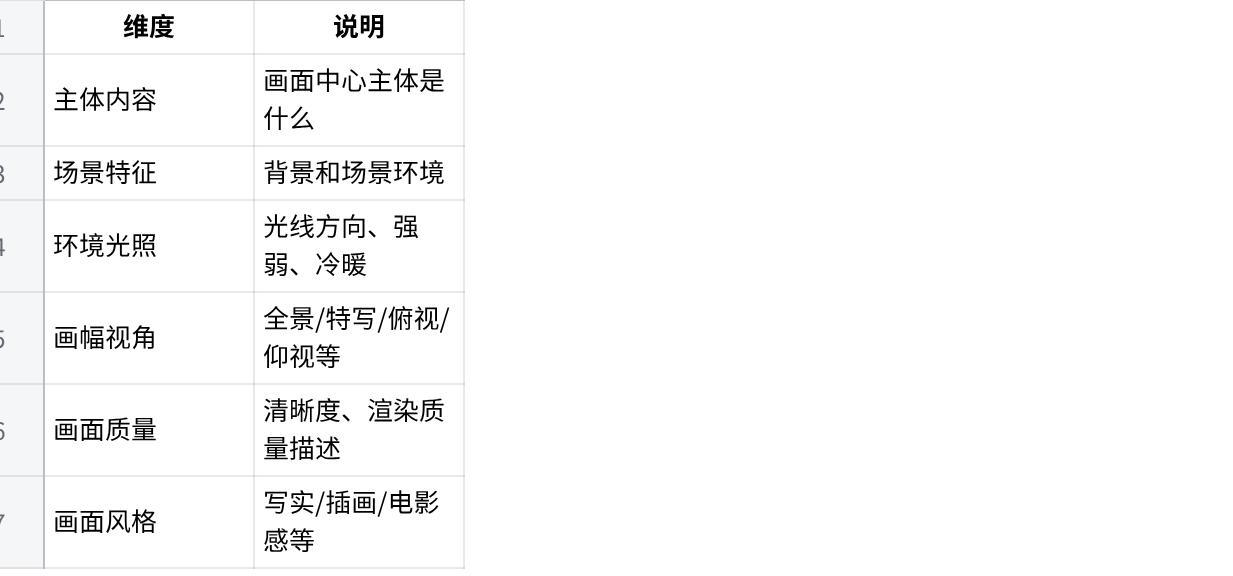 1 维度 说明
2 主体内容 画面中心主体是
什么
3 场景特征 背景和场景环境
4 环境光照 光线方向、强
弱、冷暖
5 画幅视角 全景/特写/俯视/
仰视等
6 画面质量 清晰度、渲染质
量描述
7 画面风格 写实/插画/电影
感等